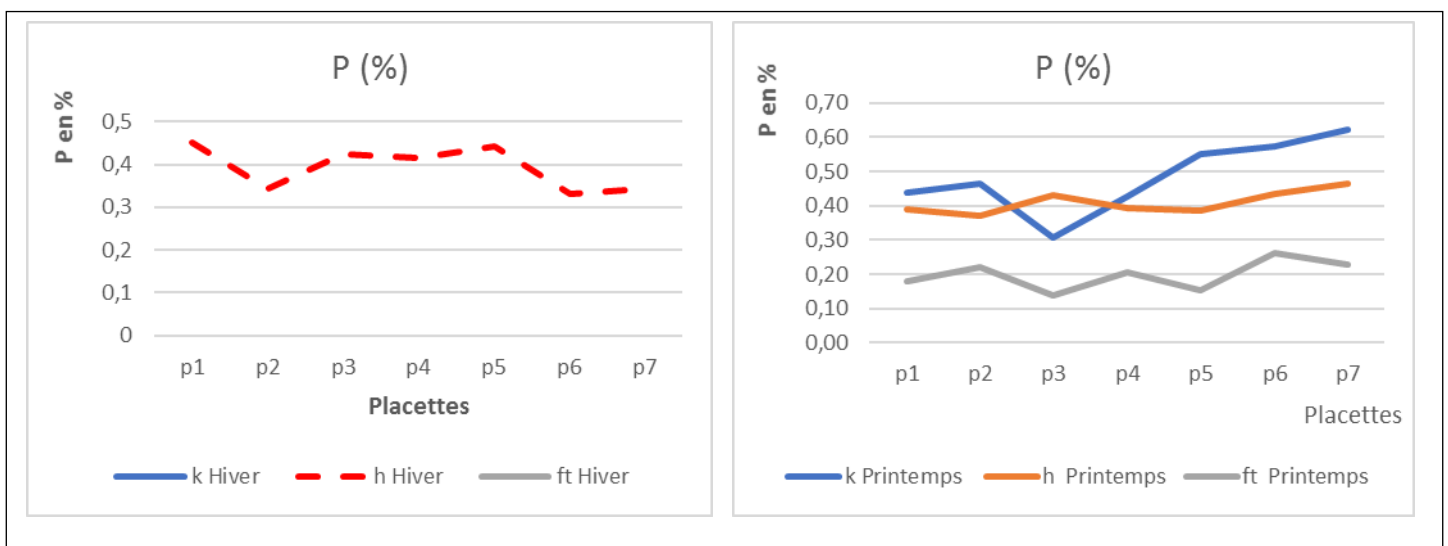 P (%)
P en %
0,5
0,4
0,3
0,2
0,1
0
p1 p2 p3 p4 p5 p6 p7
Placettes
k Hiver h Hiver ft Hiver
P (%)
P en %
0,70
0,60
0,50
0,40
0,30
0,20
0,10
0,00
p1 p2 p3 p4 p5 p6 p7
Placettes
k Printemps h Printemps ft Printemps